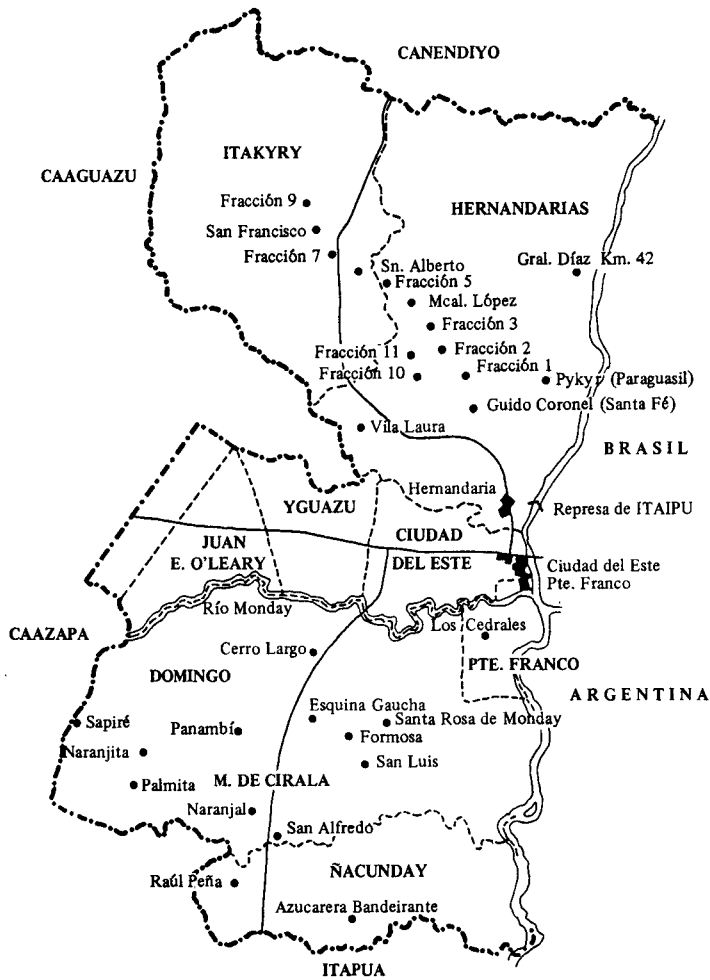 CANENDIYO
ITAKYRY
CAAGUAZU
Fracción 9
HERNANDARIAS
San Francisco
Fracción 7
Gral. Díaz Km. 42
Sn. Alberto
Fracción 5
Mcal. López
Fracción 3
Fracción 2
Fracción 11
Fracción 1
Fracción 10
Pykyr (Paraguasil)
Guido Coronel (Santa Fé)
Vila Laura
BRASIL
Hernandaria
YGUAZU
Represa de ITAIPU
CIUDAD
DEL ESTE
JUAN
E. O'LEARY
Ciudad del Este
Pte. Franco
Río Monday
Los Cedrales
CAAZAPA
Cerro Largo
PTE. FRANCO
DOMINGO
ARGENTINA
Esquina Gaucha
Sapiré
Panambí
Santa Rosa de Monday
Formosa
Naranjita
San Luis
Palmita
M. DE CIRALA
Naranjal
San Alfredo
ÑACUNDAY
Raúl Peña
Azucarera Bandeirante
ITAPUA